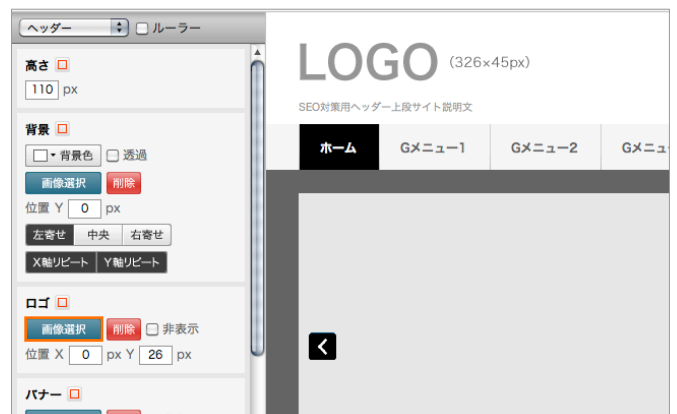 ヘッダー ルーラー
高さ
110 px
背景
背景色 透過
画像選択 削除
位置 Y 0 px
左寄せ 中央 右寄せ
X軸リピート Y軸リピート
ロゴ
画像選択 削除 非表示
位置 X 0 px Y 26 px
バナー
LOGO (326×45px)
SEO対策用ヘッダー上段サイト説明文
ホーム Gメニュー1 Gメニュー2 Gメニュ